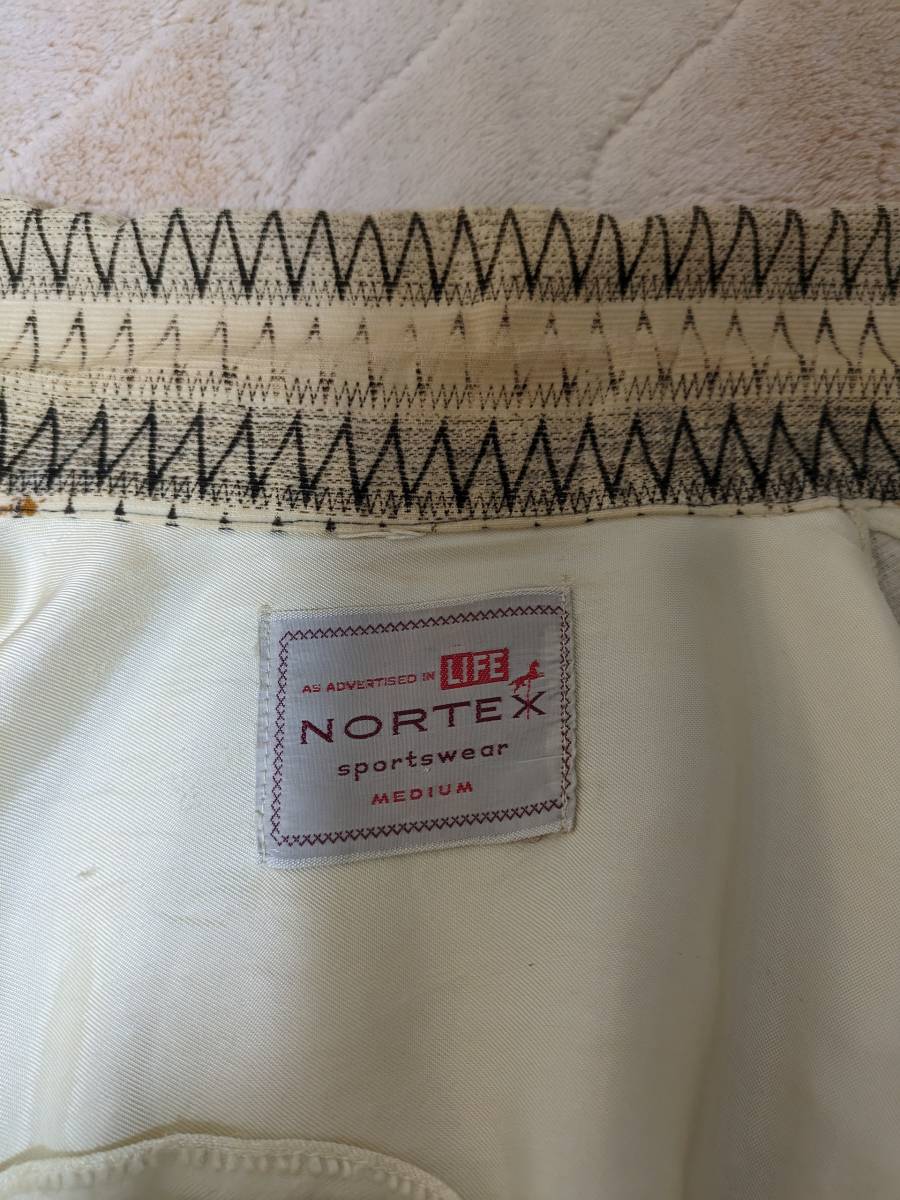 AS ADVERTISED IN LIFE
NORTEX
sportswear
MEDIUM